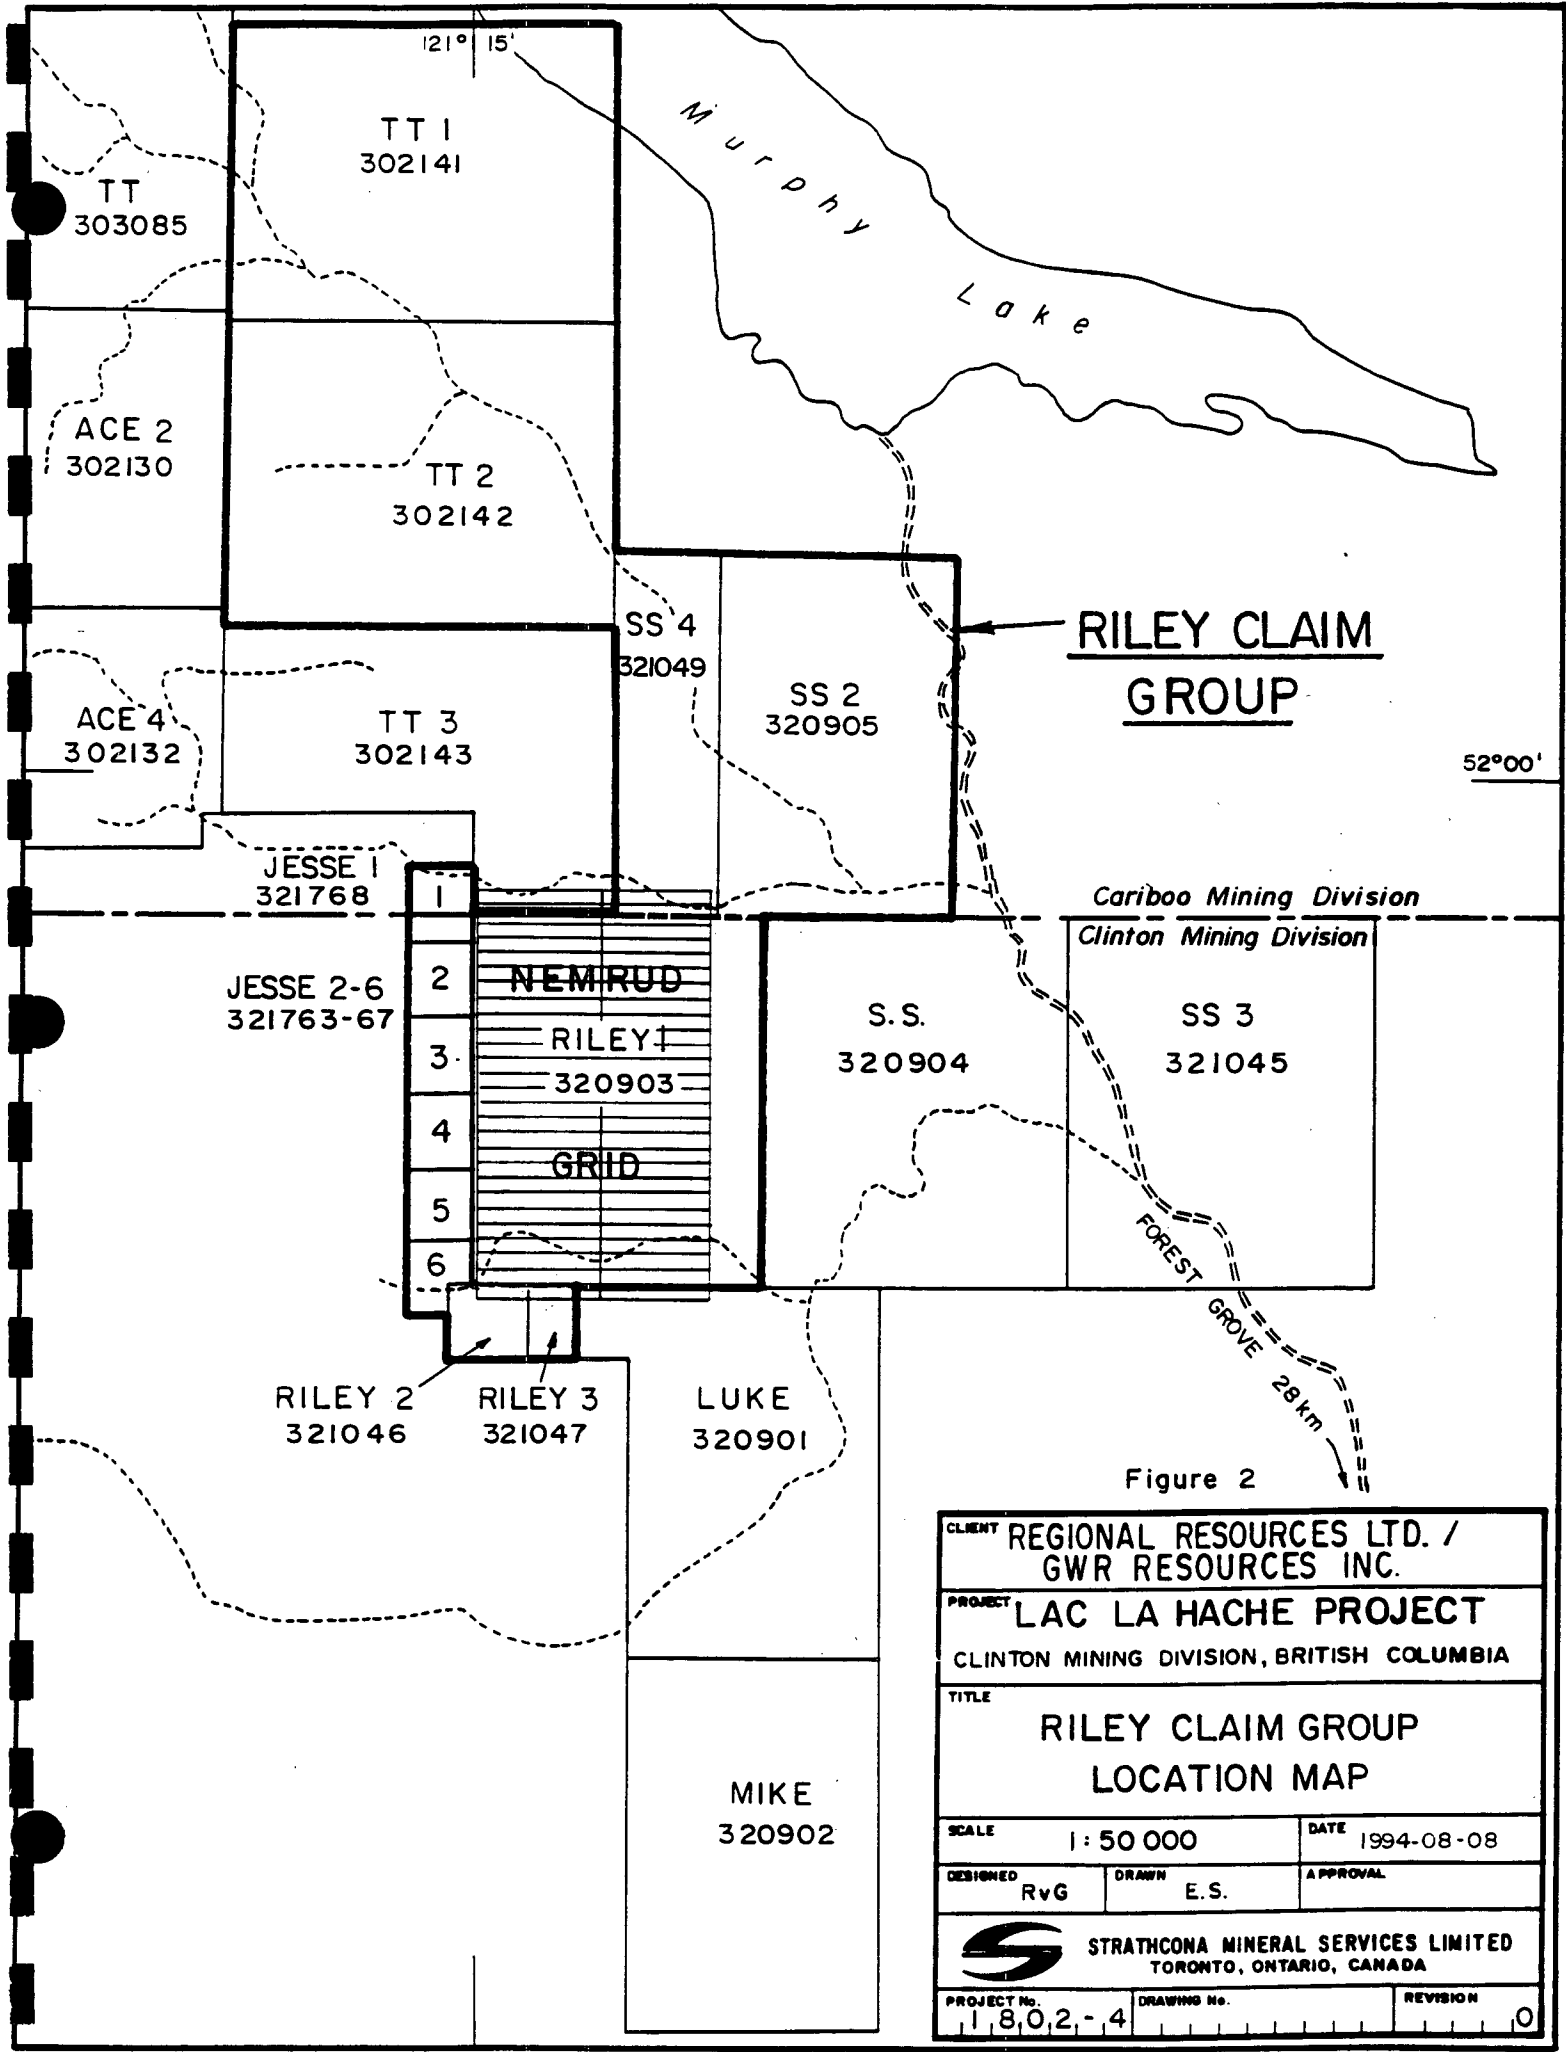 121° 15'
Murphy
Lake
TT 1
302141
TT
303085
ACE 2
302130
TT 2
302142
SS 4
321049
RILEY CLAIM
GROUP
SS 2
320905
ACE 4
302132
TT 3
302143
52°00'
JESSE 1
321768
1
Cariboo Mining Division
Clinton Mining Division
JESSE 2-6
321763-67
2
3
4
5
6
NEMRUD
RILEY 1
320903
GRID
S.S.
320904
SS 3
321045
FOREST
GROVE
28km
RILEY 2
321046
RILEY 3
321047
LUKE
320901
MIKE
320902
Figure 2
CLIENT REGIONAL RESOURCES LTD. /
GWR RESOURCES INC.
PROJECT LAC LA HACHE PROJECT
CLINTON MINING DIVISION, BRITISH COLUMBIA
TITLE
RILEY CLAIM GROUP
LOCATION MAP
SCALE 1:50 000
DATE 1994-08-08
DESIGNED RvG
DRAWN E.S.
APPROVAL
STRATHCONA MINERAL SERVICES LIMITED
TORONTO, ONTARIO, CANADA
PROJECT No. 1802-4
DRAWING No.
REVISION 0